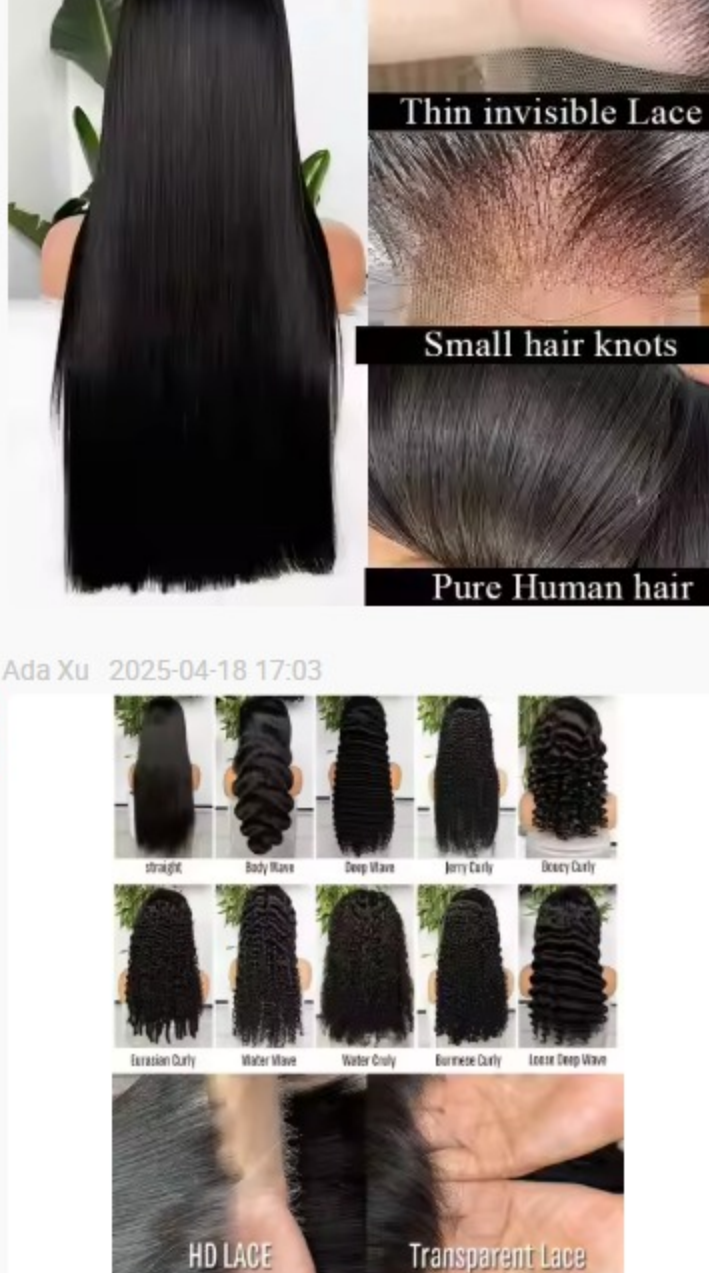 Thin invisible Lace
Small hair knots
Pure Human hair
Ada Xu 2025-04-18 17:03
straight
Body Wave
Deep Wave
Jerry Curly
Boucy Curly
Eurasian Curly
Water Wave
Water Cruly
Burmese Curly
Loose Deep Wave
HD LACE
Transparent Lace